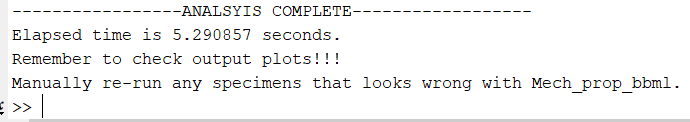 -----------------ANALSYIS COMPLETE------------------
Elapsed time is 5.290857 seconds.
Remember to check output plots!!!
Manually re-run any specimens that looks wrong with Mech_prop_bbml.
>>